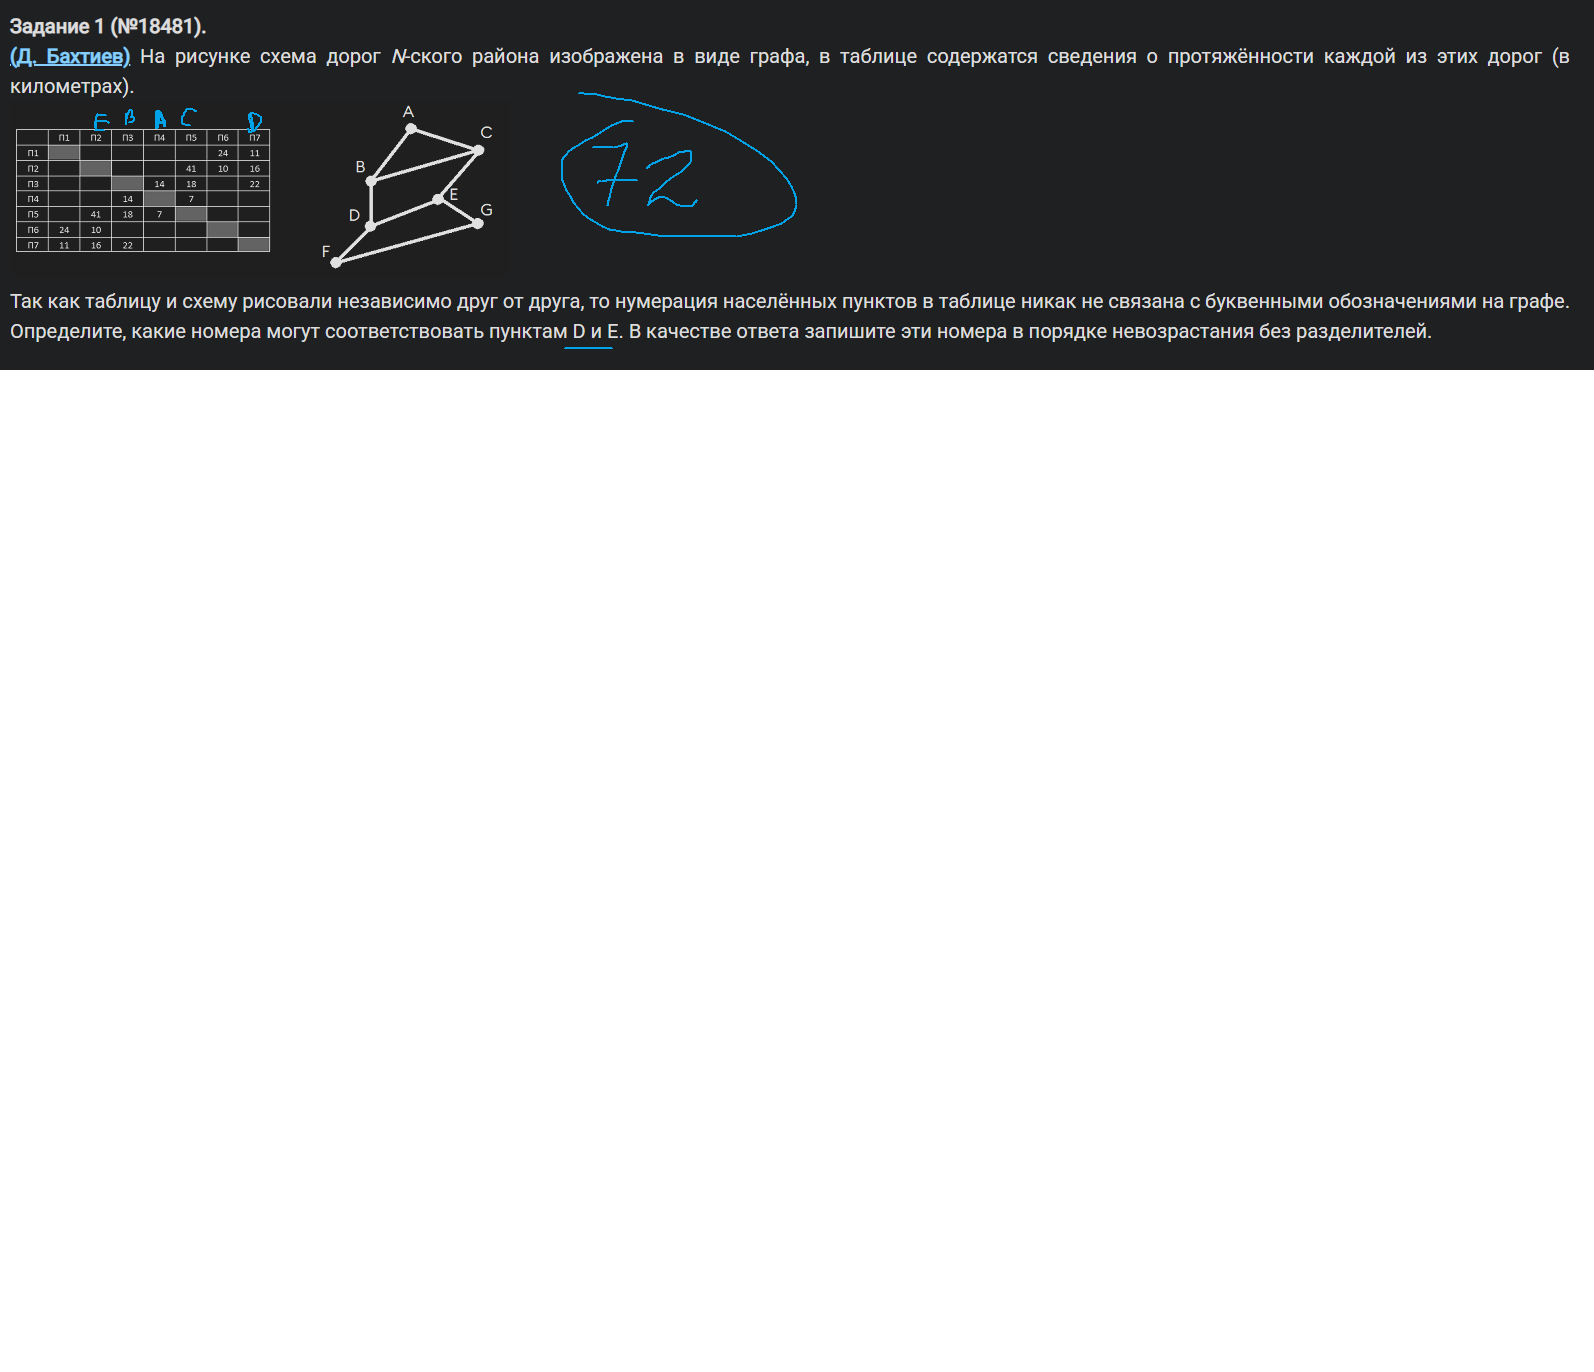 Задание 1 (№18481).
(Д. Бахтиев) На рисунке схема дорог N-ского района изображена в виде графа, в таблице содержатся сведения о протяжённости каждой из этих дорог (в
километрах).
E B A C D
П1 П2 П3 П4 П5 П6 П7
П1 24 11
П2 41 10 16
П3 14 18 22
П4 14 7
П5 41 18 7
П6 24 10
П7 11 16 22
A
C
B
E
G
D
F
72
Так как таблицу и схему рисовали независимо друг от друга, то нумерация населённых пунктов в таблице никак не связана с буквенными обозначениями на графе.
Определите, какие номера могут соответствовать пунктам D и E. В качестве ответа запишите эти номера в порядке невозрастания без разделителей.